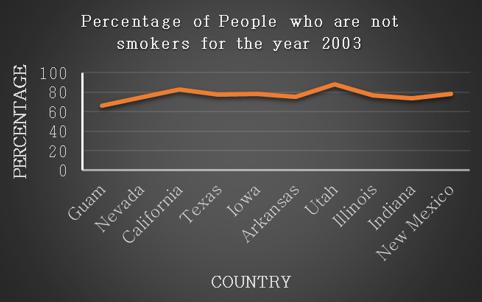 Percentage of People who are not
smokers for the year 2003
PERCENTAGE
100
80
60
40
20
0
Guam
Nevada
California
Texas
Iowa
Arkansas
Utah
Illinois
Indiana
New Mexico
COUNTRY